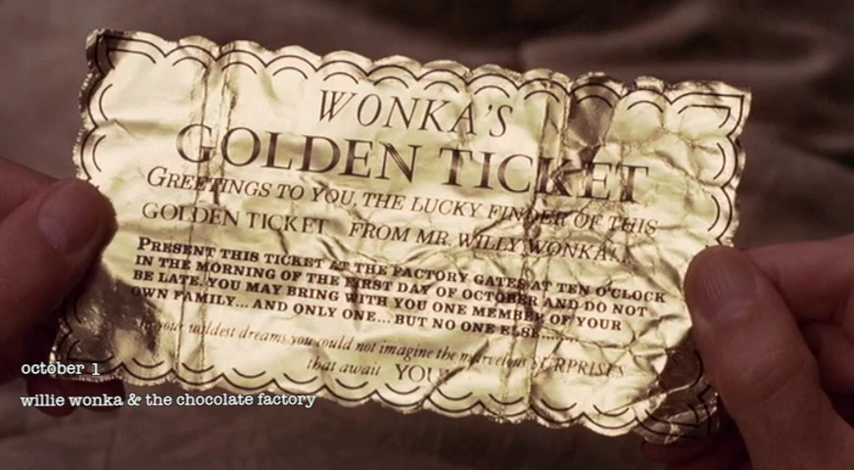 WONKA'S
GOLDEN TICKET
GREETINGS TO YOU, THE LUCKY FINDER OF THIS
GOLDEN TICKET FROM MR. WILLY WONKA!...
PRESENT THIS TICKET AT THE FACTORY GATES AT TEN O'CLOCK
IN THE MORNING OF THE FIRST DAY OF OCTOBER AND DO NOT
BE LATE. YOU MAY BRING WITH YOU ONE MEMBER OF YOUR
OWN FAMILY... AND ONLY ONE... BUT NO ONE ELSE........
In your wildest dreams you could not imagine the marvelous SURPRISES
that await YOU!
october 1
willie wonka & the chocolate factory